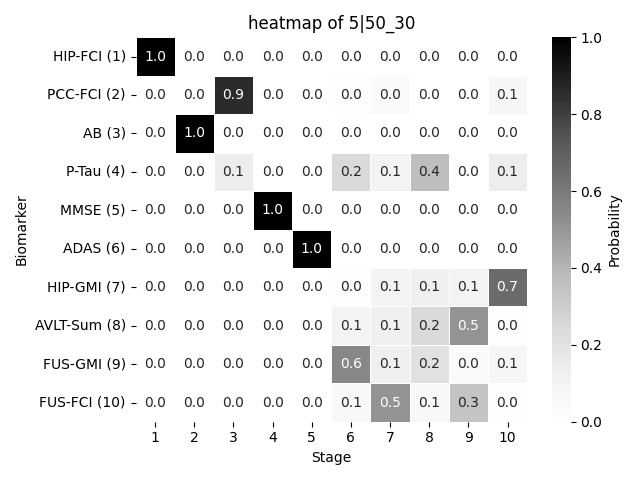 heatmap of 5|50_30
HIP-FCI (1) 1.0 0.0 0.0 0.0 0.0 0.0 0.0 0.0 0.0 0.0
PCC-FCI (2) 0.0 0.0 0.9 0.0 0.0 0.0 0.0 0.0 0.0 0.1
AB (3) 0.0 1.0 0.0 0.0 0.0 0.0 0.0 0.0 0.0 0.0
P-Tau (4) 0.0 0.0 0.1 0.0 0.0 0.2 0.1 0.4 0.0 0.1
MMSE (5) 0.0 0.0 0.0 1.0 0.0 0.0 0.0 0.0 0.0 0.0
ADAS (6) 0.0 0.0 0.0 0.0 1.0 0.0 0.0 0.0 0.0 0.0
HIP-GMI (7) 0.0 0.0 0.0 0.0 0.0 0.0 0.1 0.1 0.1 0.7
AVLT-Sum (8) 0.0 0.0 0.0 0.0 0.0 0.1 0.1 0.2 0.5 0.0
FUS-GMI (9) 0.0 0.0 0.0 0.0 0.0 0.6 0.1 0.2 0.0 0.1
FUS-FCI (10) 0.0 0.0 0.0 0.0 0.0 0.1 0.5 0.1 0.3 0.0
1 2 3 4 5 6 7 8 9 10
Stage
Biomarker
1.0
0.8
0.6
0.4
0.2
0.0
Probability